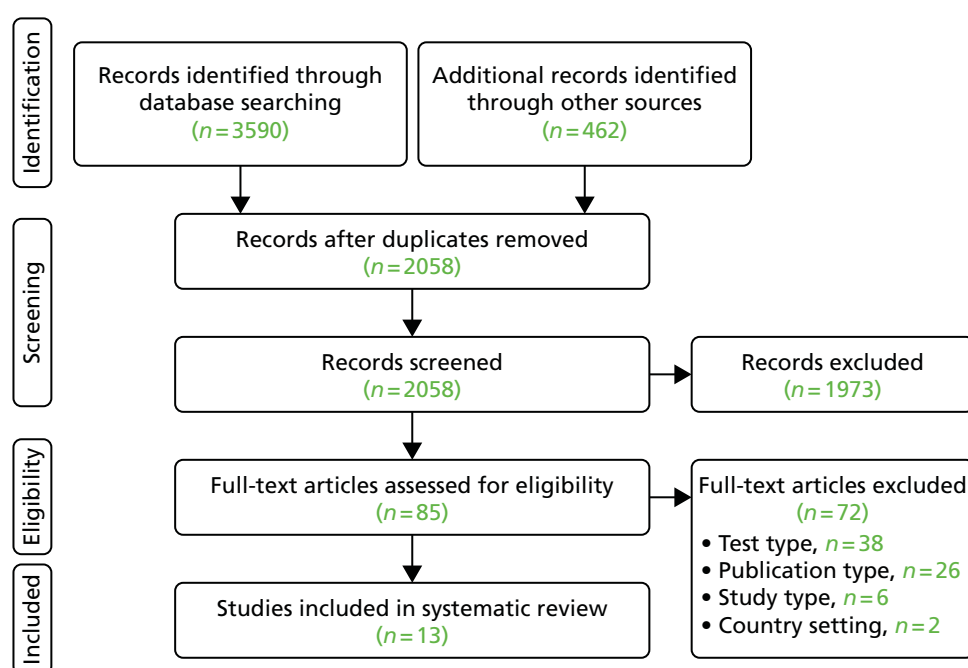 Identification
Records identified through
database searching
(n=3590)
Additional records identified
through other sources
(n=462)
Screening
Records after duplicates removed
(n=2058)
Records screened
(n=2058)
Records excluded
(n=1973)
Eligibility
Full-text articles assessed for eligibility
(n=85)
Full-text articles excluded
(n=72)
• Test type, n=38
• Publication type, n=26
• Study type, n=6
• Country setting, n=2
Included
Studies included in systematic review
(n=13)